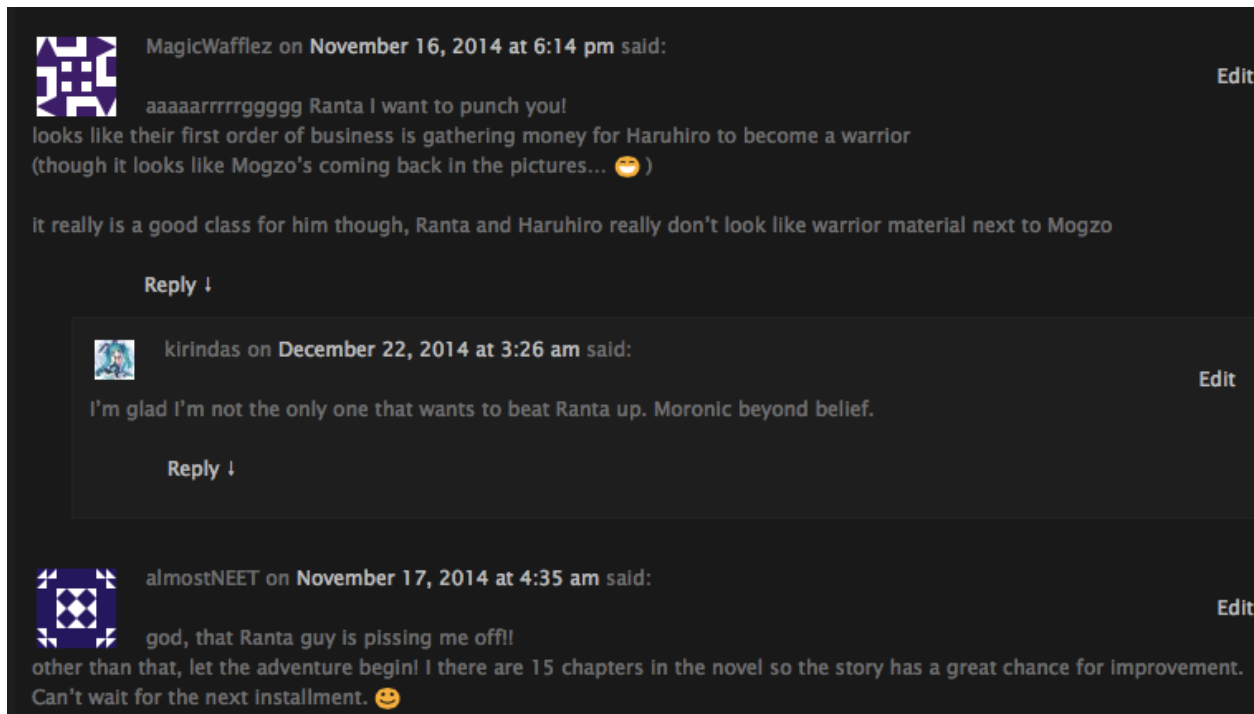 MagicWafflez on November 16, 2014 at 6:14 pm said:
Edit
aaaaarrrrrggggg Ranta I want to punch you!
looks like their first order of business is gathering money for Haruhiro to become a warrior
(though it looks like Mogzo’s coming back in the pictures... 😁 )
it really is a good class for him though, Ranta and Haruhiro really don’t look like warrior material next to Mogzo
Reply ↓
kirindas on December 22, 2014 at 3:26 am said:
Edit
I’m glad I’m not the only one that wants to beat Ranta up. Moronic beyond belief.
Reply ↓
almostNEET on November 17, 2014 at 4:35 am said:
Edit
god, that Ranta guy is pissing me off!!
other than that, let the adventure begin! I there are 15 chapters in the novel so the story has a great chance for improvement.
Can’t wait for the next installment. 🙂